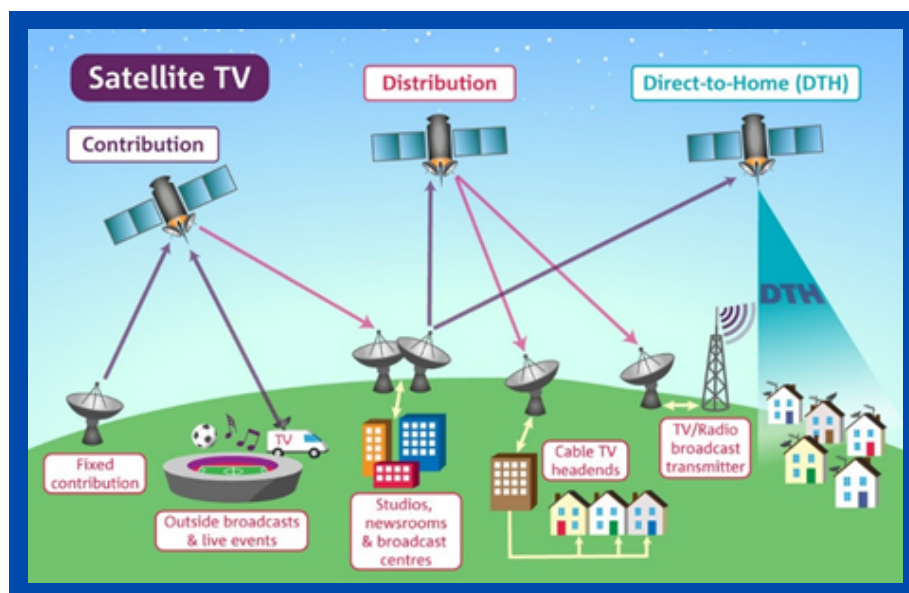 Satellite TV
Distribution
Direct-to-Home (DTH)
Contribution
DTH
TV
Fixed
contribution
Outside broadcasts
& live events
Studios,
newsrooms
& broadcast
centres
Cable TV
headends
TV/Radio
broadcast
transmitter